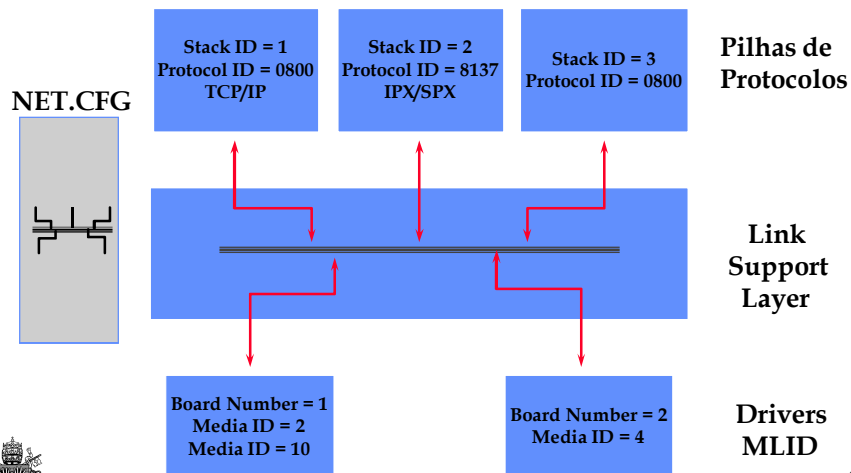 Stack ID = 1
Protocol ID = 0800
TCP/IP
Stack ID = 2
Protocol ID = 8137
IPX/SPX
Stack ID = 3
Protocol ID = 0800
Pilhas de
Protocolos
NET.CFG
Link
Support
Layer
Board Number = 1
Media ID = 2
Media ID = 10
Board Number = 2
Media ID = 4
Drivers
MLID